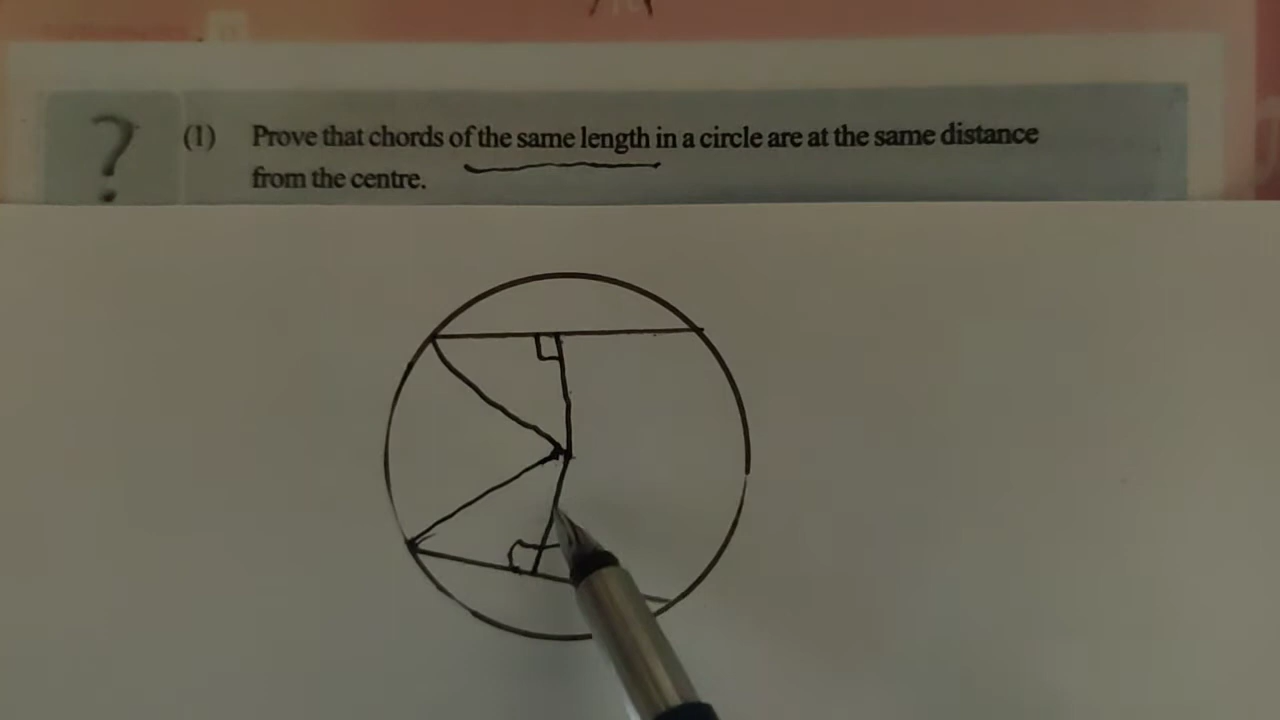 ?
(1) Prove that chords of the same length in a circle are at the same distance
from the centre.